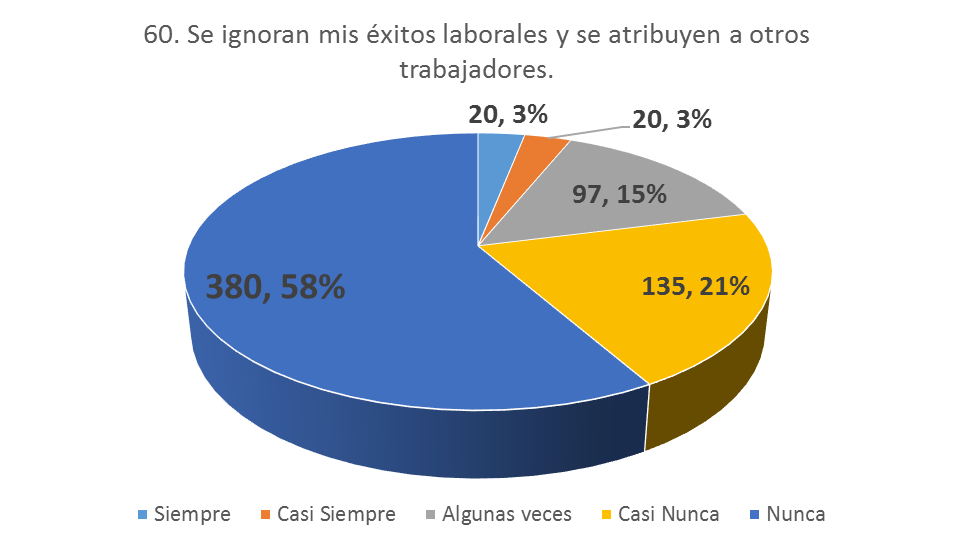 60. Se ignoran mis éxitos laborales y se atribuyen a otros
trabajadores.
20, 3%
20, 3%
97, 15%
135, 21%
380, 58%
Siempre
Casi Siempre
Algunas veces
Casi Nunca
Nunca